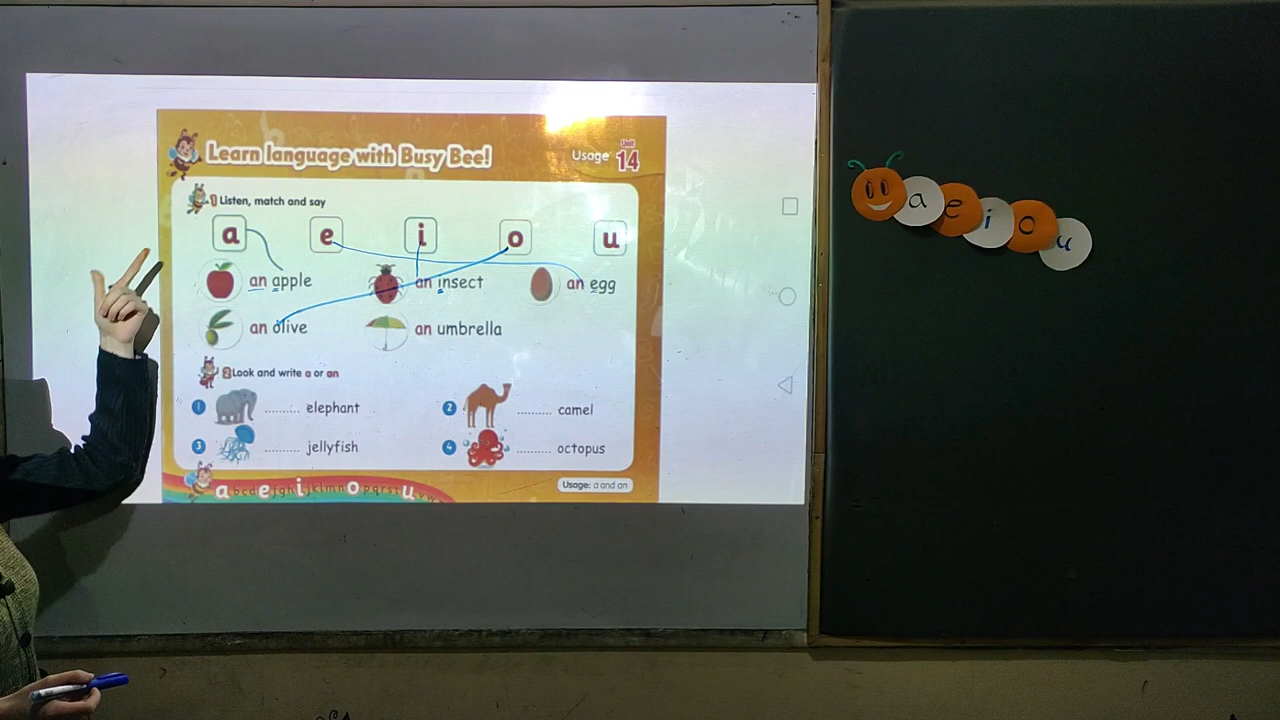 Learn language with Busy Bee!
Usage
Unit
14
1 Listen, match and say
a e i o u
an apple
an insect
an egg
an olive
an umbrella
2 Look and write a or an
1 .......... elephant
2 .......... camel
3 .......... jellyfish
4 .......... octopus
a b c d e f g h i j k l m n o p q r s t u v w
Usage: a and an
a e i o u